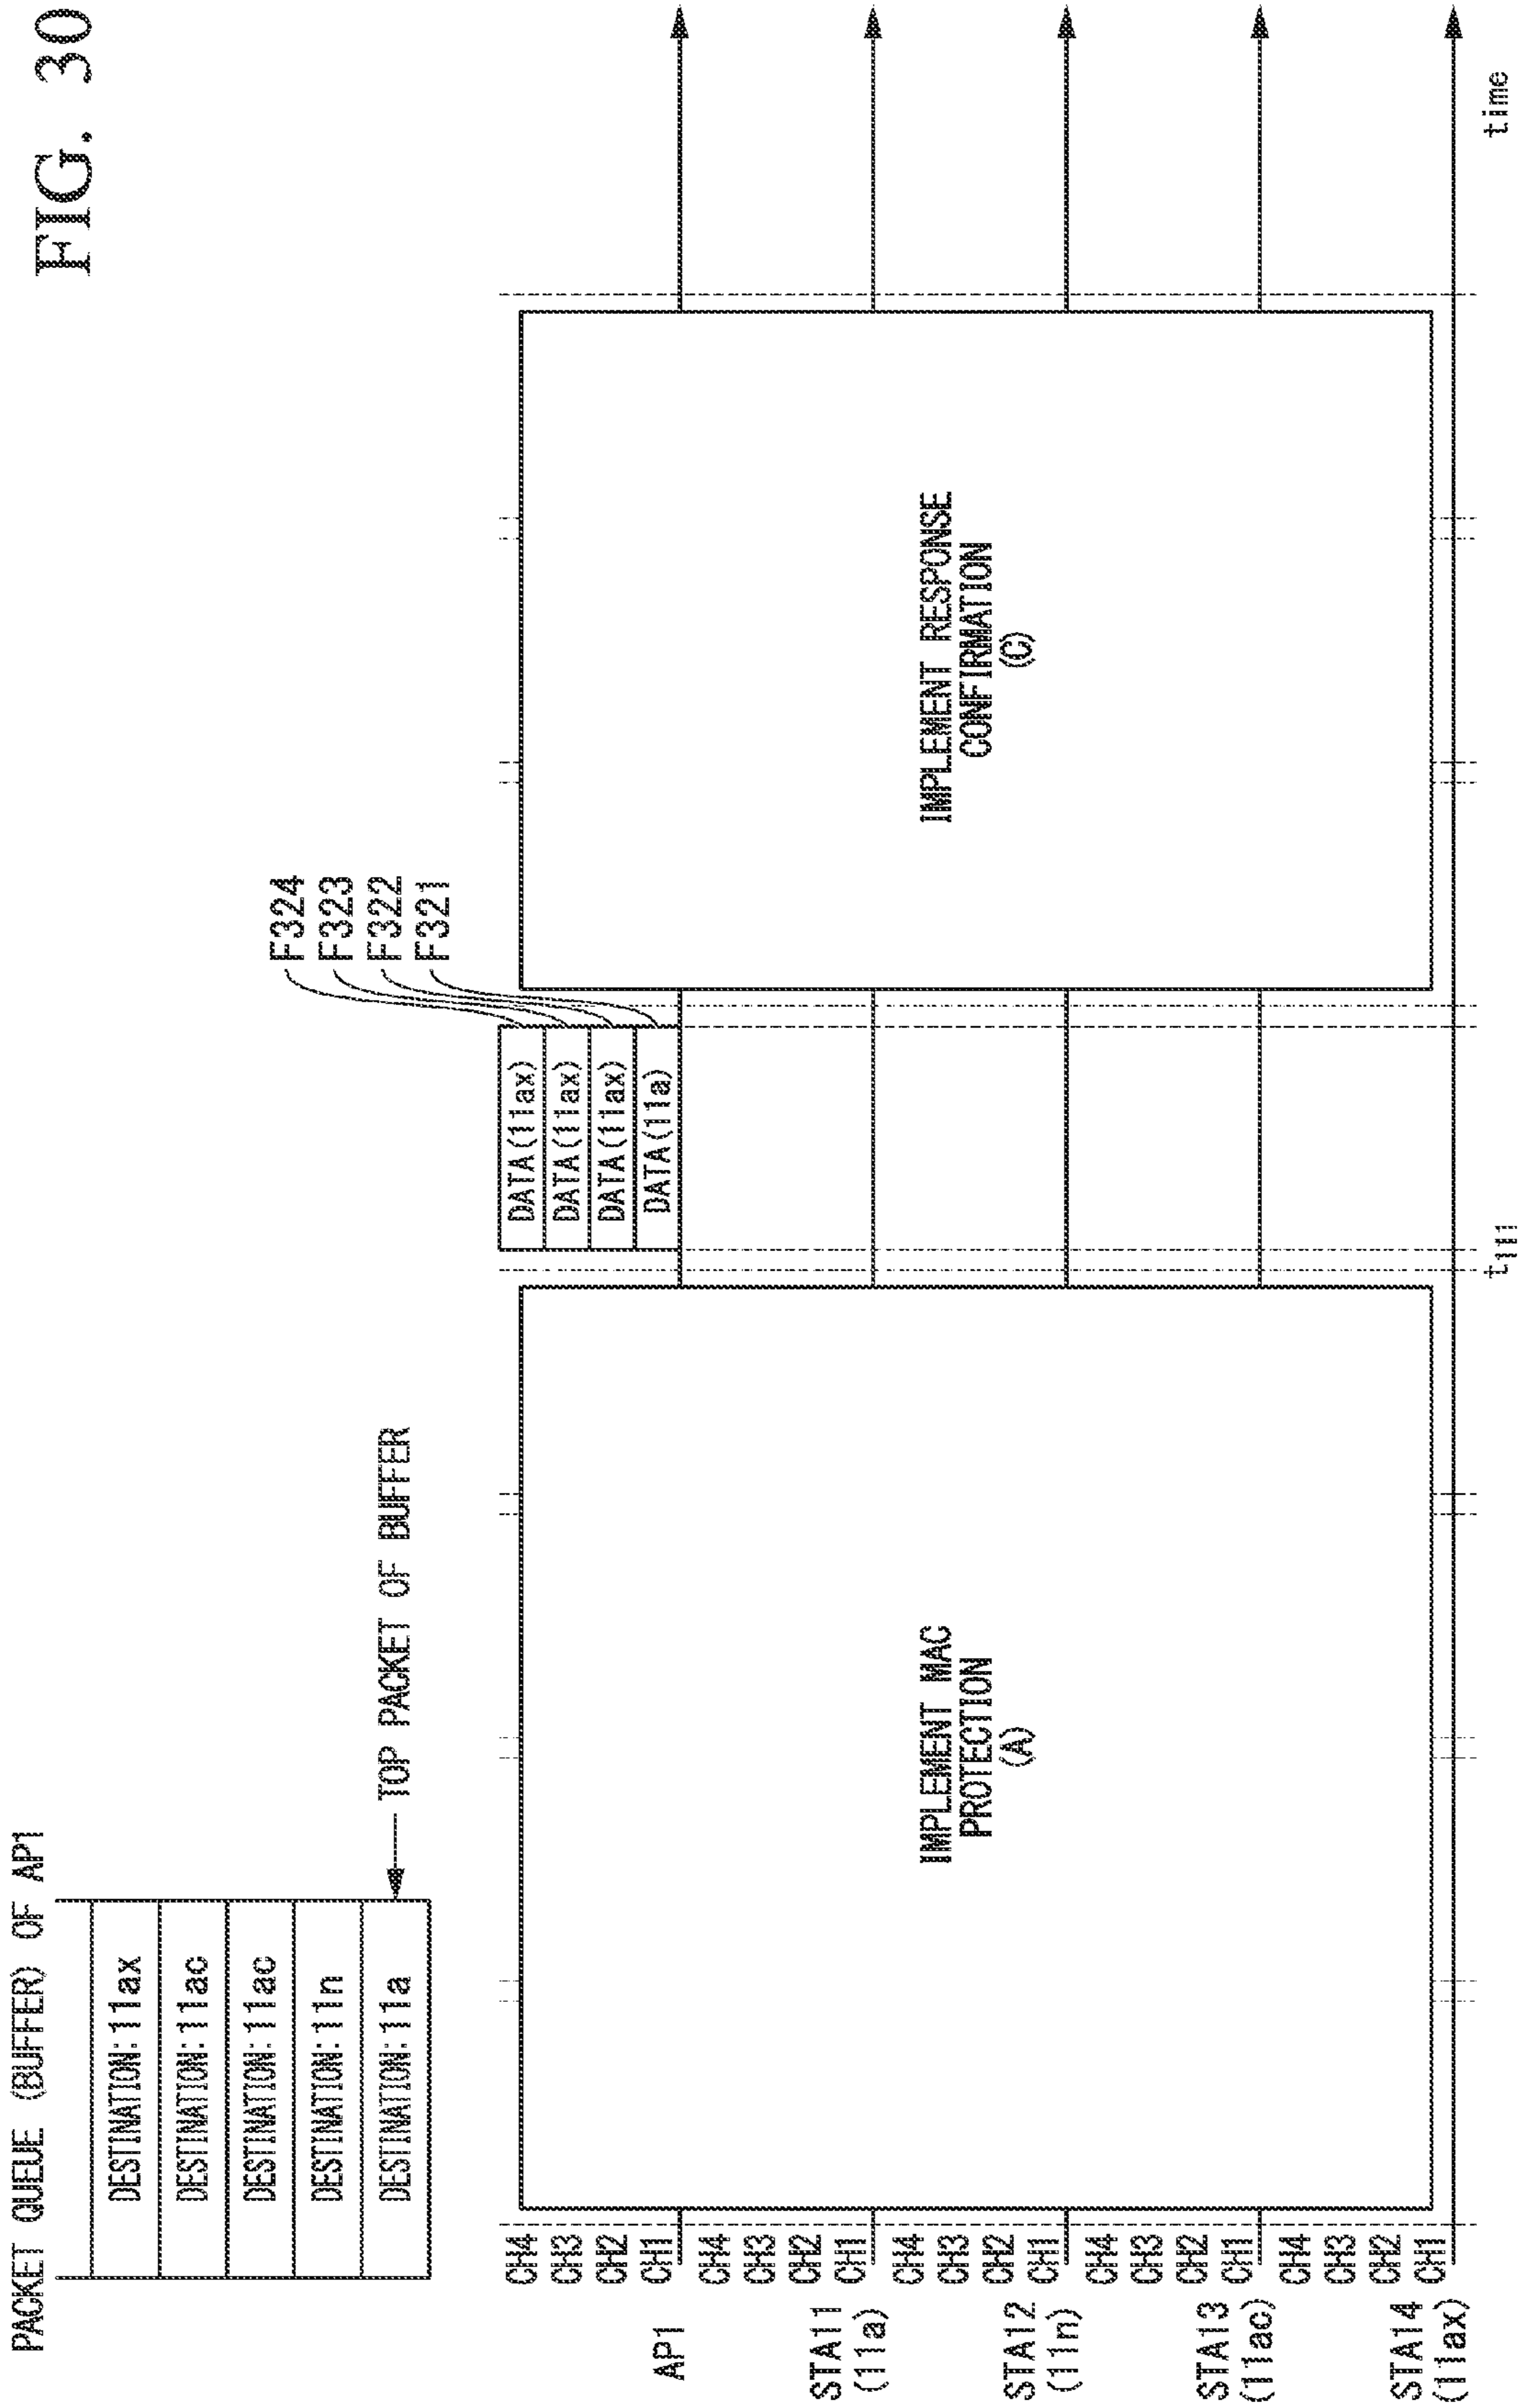 FIG. 30
PACKET QUEUE (BUFFER) OF AP1
DESTINATION:11ax
DESTINATION:11ac
DESTINATION:11ac
DESTINATION:11n
DESTINATION:11a
TOP PACKET OF BUFFER
F324
F323
F322
F321
DATA(11ax)
DATA(11ax)
DATA(11ax)
DATA(11a)
AP1
CH4
CH3
CH2
CH1
STA11
(11a)
CH4
CH3
CH2
CH1
STA12
(11n)
CH4
CH3
CH2
CH1
STA13
(11ac)
CH4
CH3
CH2
CH1
STA14
(11ax)
CH4
CH3
CH2
CH1
IMPLEMENT MAC
PROTECTION
(A)
IMPLEMENT RESPONSE
CONFIRMATION
(C)
t111
time